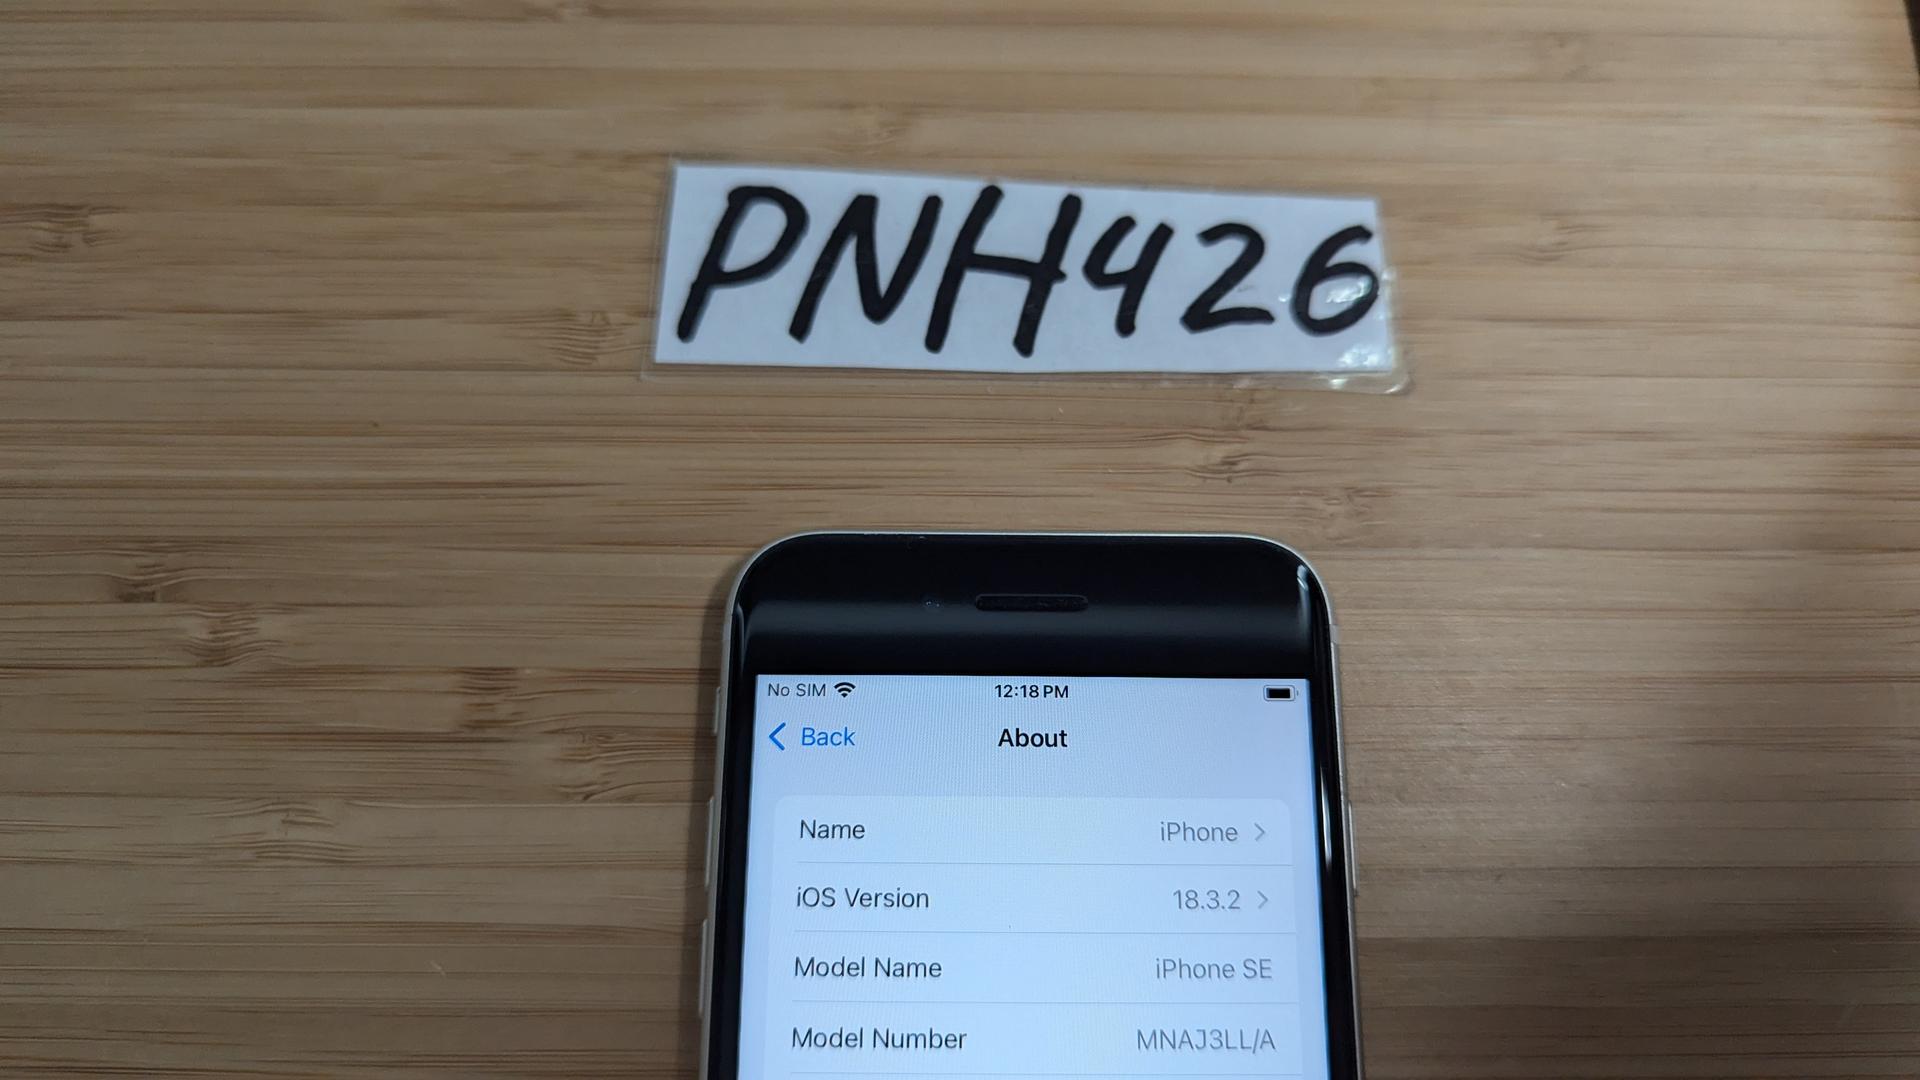 PNH426
No SIM 12:18 PM
Back About
Name iPhone
iOS Version 18.3.2
Model Name iPhone SE
Model Number MNAJ3LL/A